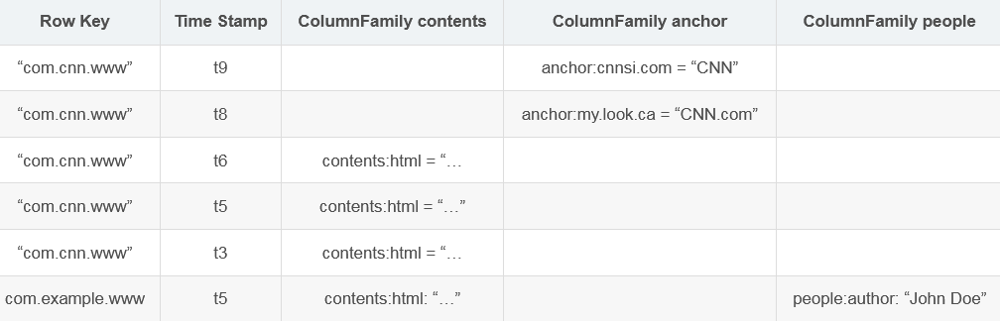 Row Key Time Stamp ColumnFamily contents ColumnFamily anchor ColumnFamily people
“com.cnn.www” t9 anchor:cnnsi.com = “CNN”
“com.cnn.www” t8 anchor:my.look.ca = “CNN.com”
“com.cnn.www” t6 contents:html = “…
“com.cnn.www” t5 contents:html = “…”
“com.cnn.www” t3 contents:html = “…
com.example.www t5 contents:html: “…” people:author: “John Doe”